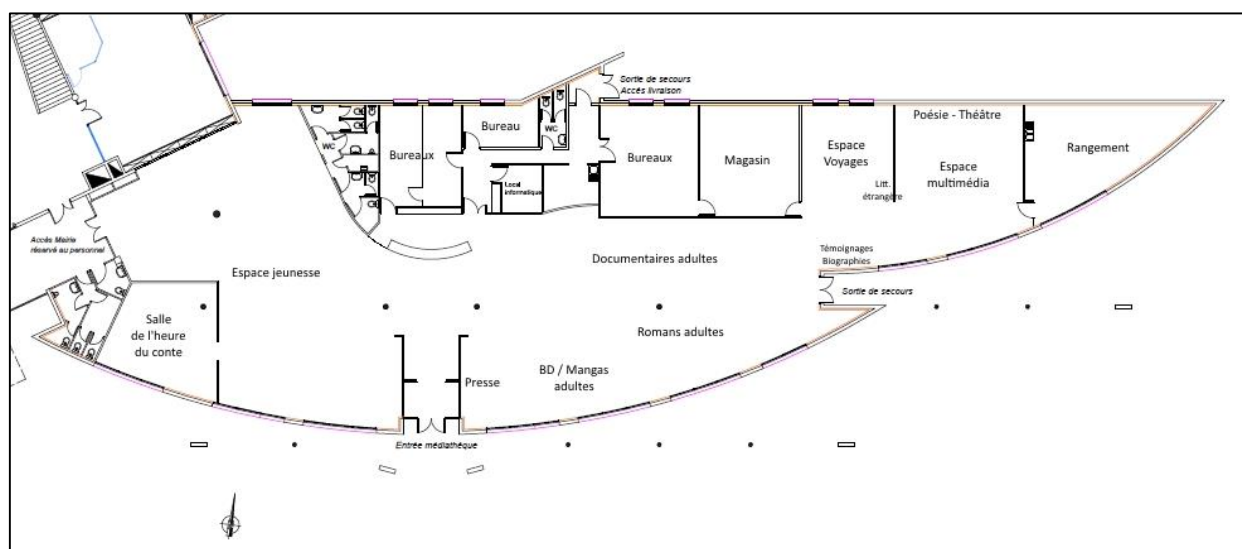 Sortie de secours
Accès livraison
Poésie - Théâtre
Bureau
WC
WC
Bureaux
Bureaux
Magasin
Espace
Voyages
Rangement
Espace
multimédia
Local
informatique
Litt.
étrangère
Accès Mairie
réservé au personnel
Témoignages
Biographies
Documentaires adultes
Espace jeunesse
Sortie de secours
Salle
de l'heure
du conte
Romans adultes
BD / Mangas
adultes
Presse
Entrée médiathèque